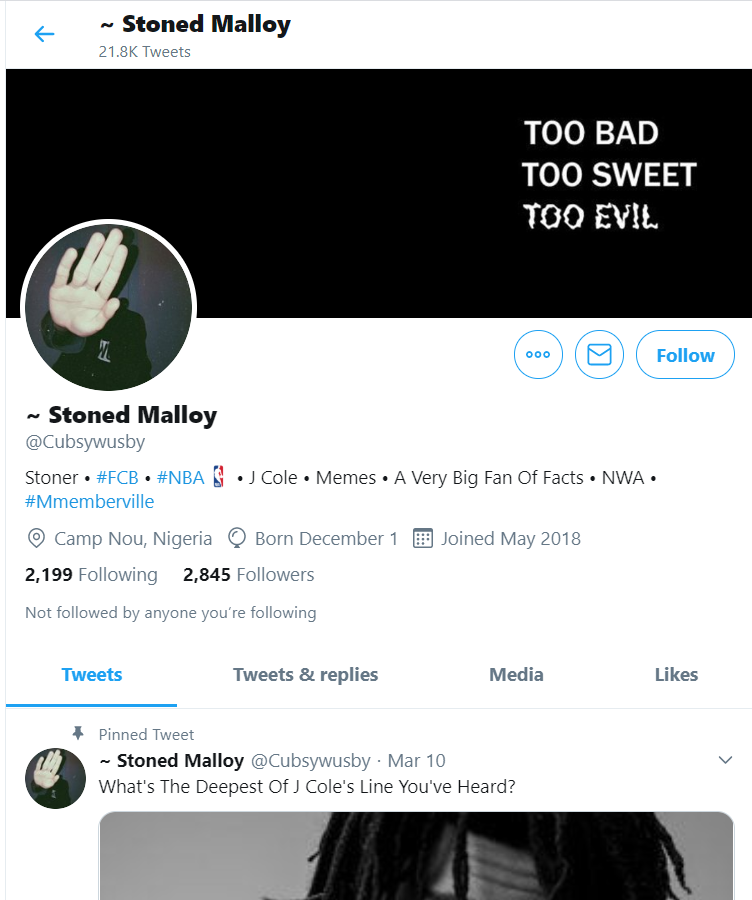 ~ Stoned Malloy
21.8K Tweets
TOO BAD
TOO SWEET
TOO EVIL
Follow
~ Stoned Malloy
@Cubsywusby
Stoner • #FCB • #NBA • J Cole • Memes • A Very Big Fan Of Facts • NWA •
#Mmemberville
Camp Nou, Nigeria Born December 1 Joined May 2018
2,199 Following 2,845 Followers
Not followed by anyone you’re following
Tweets Tweets & replies Media Likes
Pinned Tweet
~ Stoned Malloy @Cubsywusby · Mar 10
What's The Deepest Of J Cole's Line You've Heard?